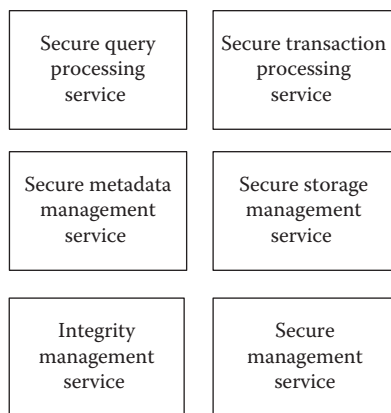 Secure query
processing
service
Secure transaction
processing
service
Secure metadata
management
service
Secure storage
management
service
Integrity
management
service
Secure
management
service